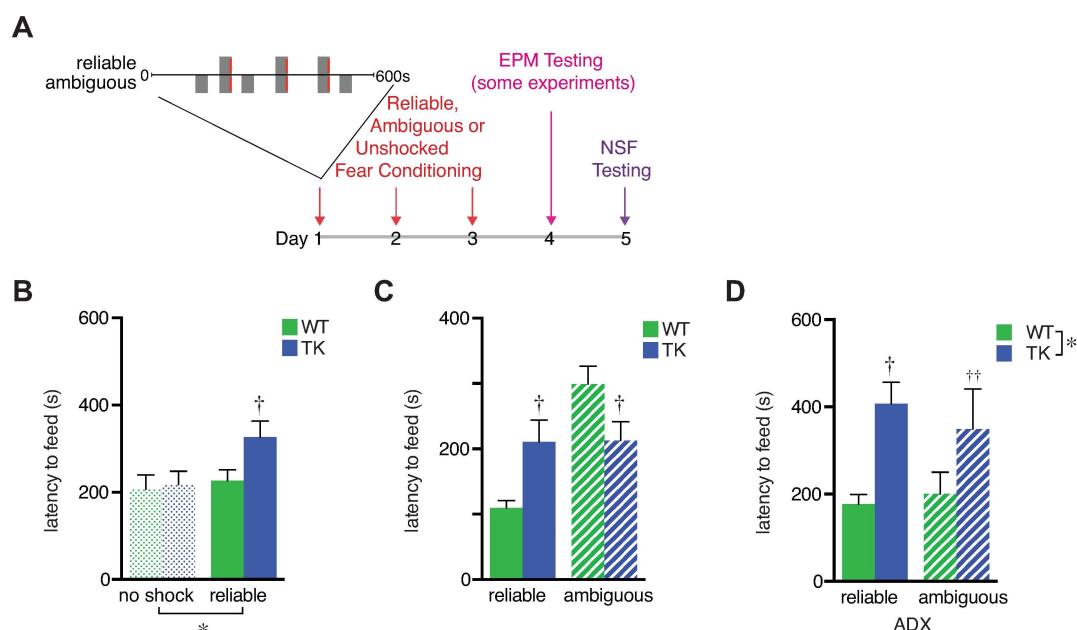 A
reliable
ambiguous
0
600s
EPM Testing
(some experiments)
Reliable,
Ambiguous or
Unshocked
Fear Conditioning
NSF
Testing
Day 1 2 3 4 5
B
latency to feed (s)
600
400
200
0
WT
TK
†
no shock reliable
*
C
latency to feed (s)
400
200
0
WT
TK
† †
reliable ambiguous
D
latency to feed (s)
600
400
200
0
WT
TK
*
† ††
reliable ambiguous
ADX